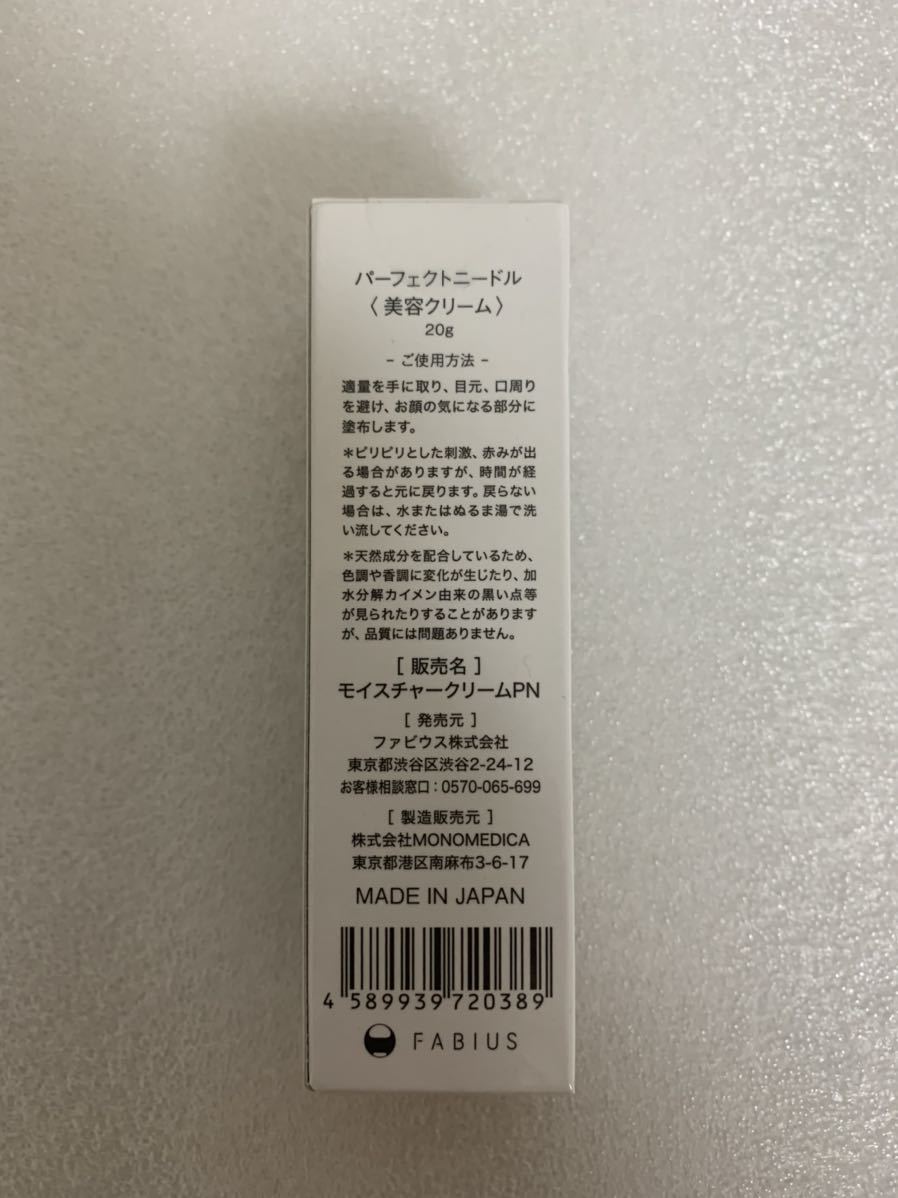 パーフェクトニードル
〈 美容クリーム 〉
20g
- ご使用方法 -
適量を手に取り、目元、口周り
を避け、お顔の気になる部分に
塗布します。
*ピリピリとした刺激、赤みが出
る場合がありますが、時間が経
過すると元に戻ります。戻らない
場合は、水またはぬるま湯で洗
い流してください。
*天然成分を配合しているため、
色調や香調に変化が生じたり、加
水分解カイメン由来の黒い点等
が見られたりすることがあります
が、品質には問題ありません。
[ 販売名 ]
モイスチャークリームPN
[ 発売元 ]
ファビウス株式会社
東京都渋谷区渋谷2-24-12
お客様相談窓口:0570-065-699
[ 製造販売元 ]
株式会社MONOMEDICA
東京都港区南麻布3-6-17
MADE IN JAPAN
4 589939 720389
FABIUS